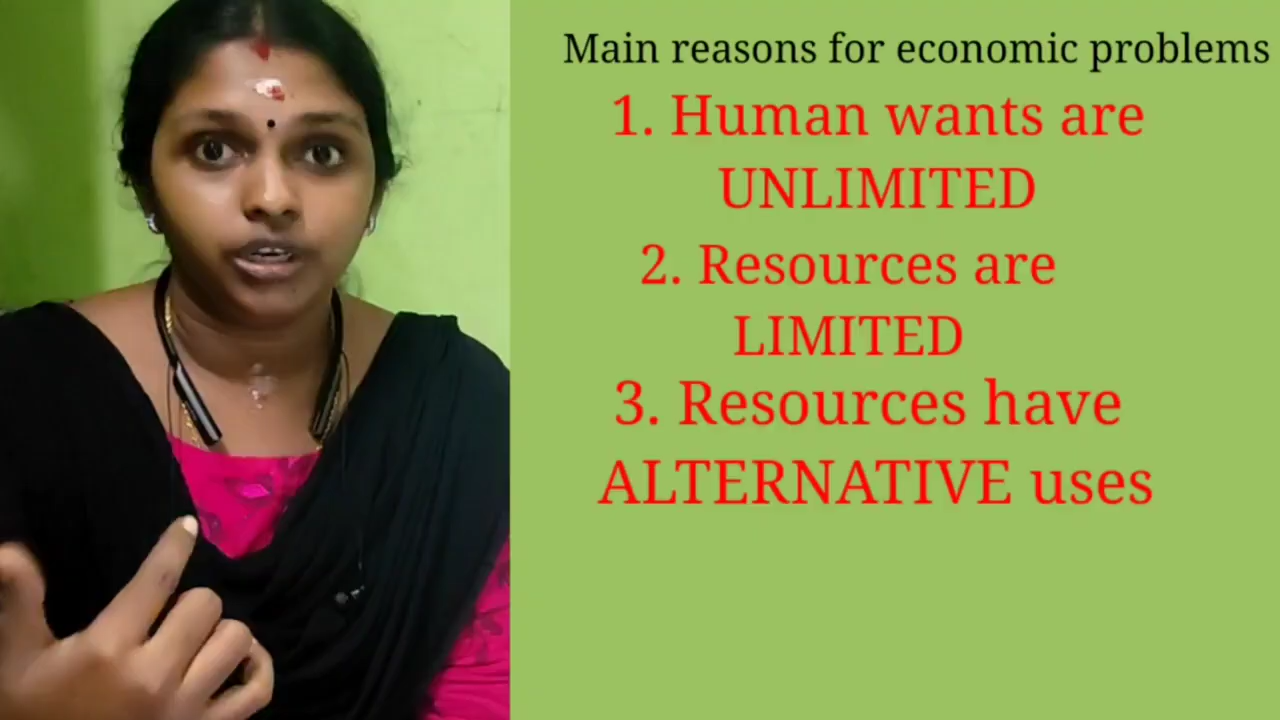 Main reasons for economic problems
1. Human wants are
UNLIMITED
2. Resources are
LIMITED
3. Resources have
ALTERNATIVE uses